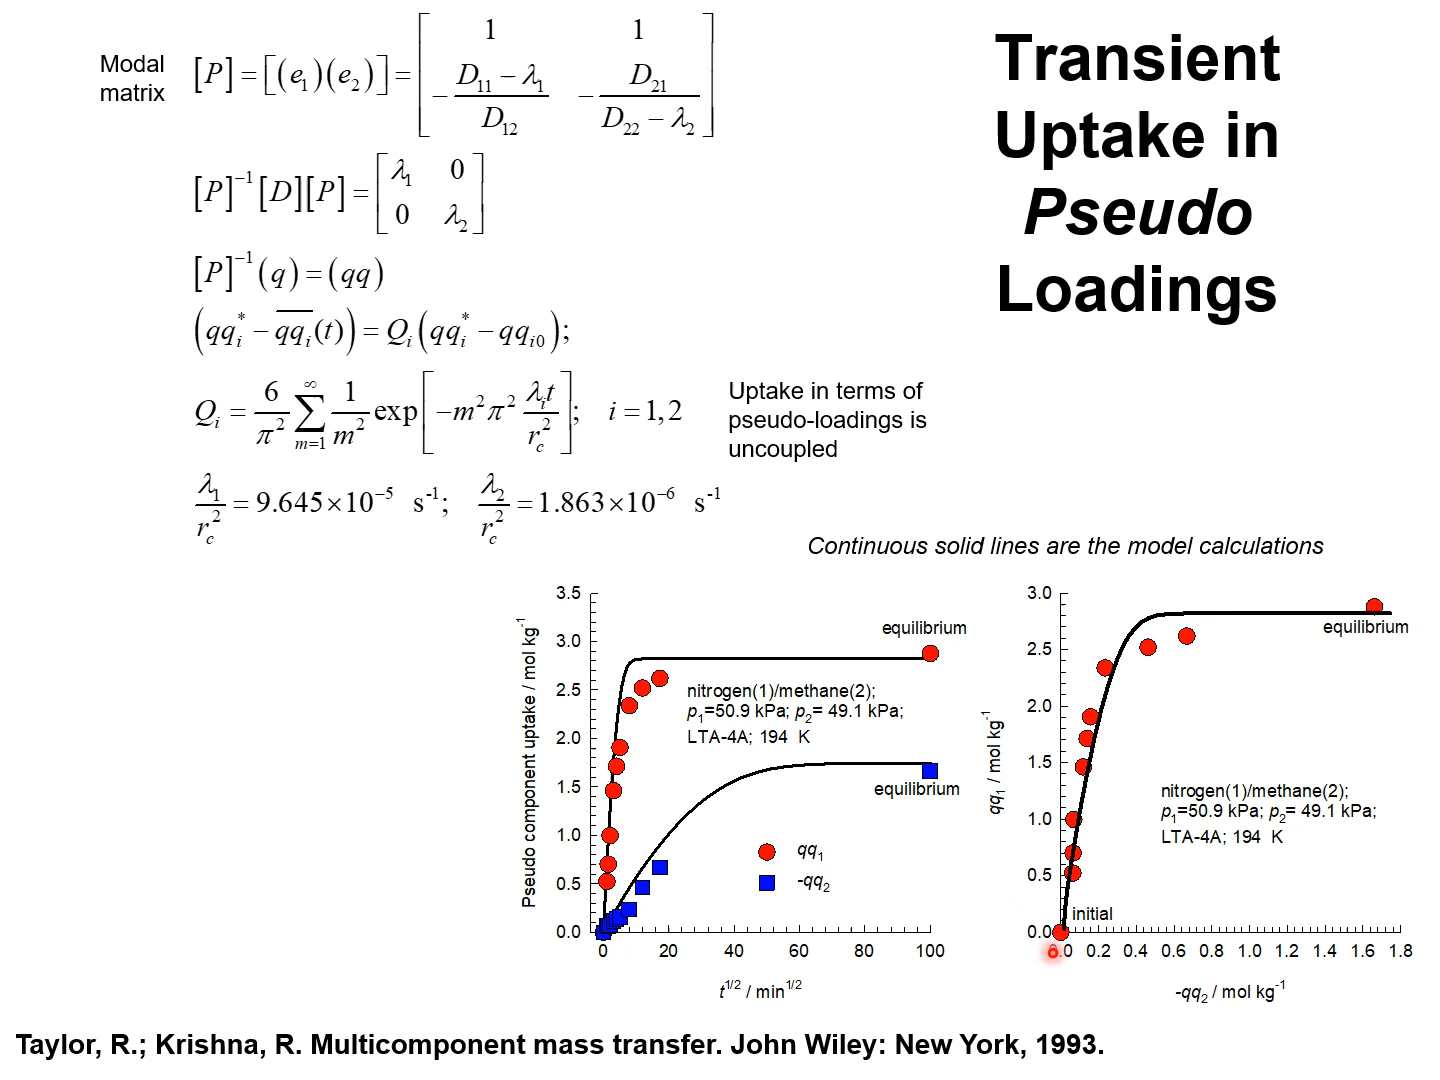 Transient
Uptake in
Pseudo
Loadings
Modal
matrix
[P] = [(e₁)(e₂)] = [ 1 1 ; −(D₁₁ − λ₁)/D₁₂ −D₂₁/(D₂₂ − λ₂) ]
[P]⁻¹[D][P] = [ λ₁ 0 ; 0 λ₂ ]
[P]⁻¹(q) = (qq)
(qqᵢ* − q̅q̅ᵢ(t)) = Qᵢ(qqᵢ* − qqᵢ₀);
Qᵢ = 6/π² ∑_{m=1}^{∞} 1/m² exp[−m²π² λᵢt/r_c²]; i = 1,2
Uptake in terms of
pseudo-loadings is
uncoupled
λ₁/r_c² = 9.645×10⁻⁵ s⁻¹; λ₂/r_c² = 1.863×10⁻⁶ s⁻¹
Continuous solid lines are the model calculations
Pseudo component uptake / mol kg⁻¹
3.5
3.0
2.5
2.0
1.5
1.0
0.5
0.0
equilibrium
nitrogen(1)/methane(2);
p₁=50.9 kPa; p₂= 49.1 kPa;
LTA-4A; 194 K
equilibrium
qq₁
-qq₂
0 20 40 60 80 100
t^1/2 / min^1/2
qq₁ / mol kg⁻¹
3.0
2.5
2.0
1.5
1.0
0.5
0.0
equilibrium
nitrogen(1)/methane(2);
p₁=50.9 kPa; p₂= 49.1 kPa;
LTA-4A; 194 K
initial
0.0 0.2 0.4 0.6 0.8 1.0 1.2 1.4 1.6 1.8
-qq₂ / mol kg⁻¹
Taylor, R.; Krishna, R. Multicomponent mass transfer. John Wiley: New York, 1993.